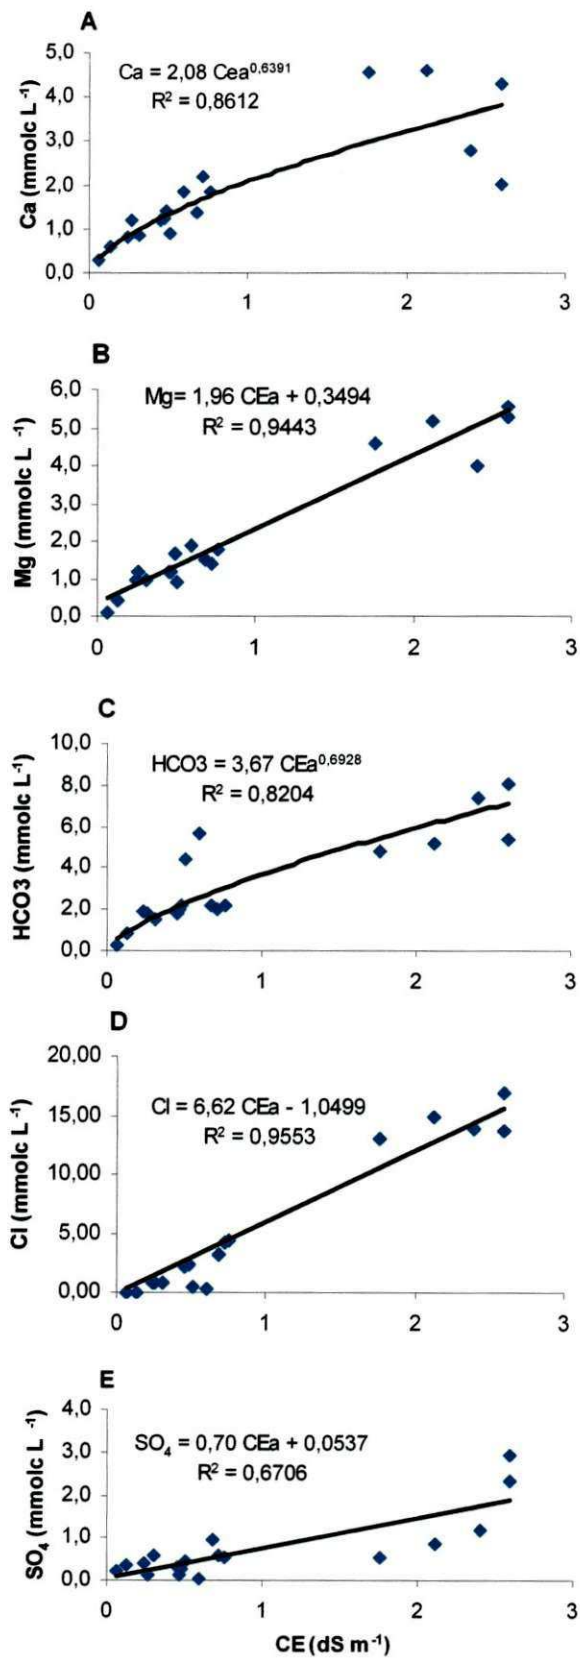 A
Ca = 2,08 Cea^0,6391
R² = 0,8612
Ca (mmolc L⁻¹)
5,0
4,0
3,0
2,0
1,0
0,0
0 1 2 3
B
Mg= 1,96 CEa + 0,3494
R² = 0,9443
Mg (mmolc L⁻¹)
6,0
5,0
4,0
3,0
2,0
1,0
0,0
0 1 2 3
C
HCO3 = 3,67 CEa^0,6928
R² = 0,8204
HCO3 (mmolc L⁻¹)
10,0
8,0
6,0
4,0
2,0
0,0
0 1 2 3
D
Cl = 6,62 CEa - 1,0499
R² = 0,9553
Cl (mmolc L⁻¹)
20,00
15,00
10,00
5,00
0,00
0 1 2 3
E
SO₄ = 0,70 CEa + 0,0537
R² = 0,6706
SO₄ (mmolc L⁻¹)
4,0
3,0
2,0
1,0
0,0
0 1 2 3
CE (dS m⁻¹)